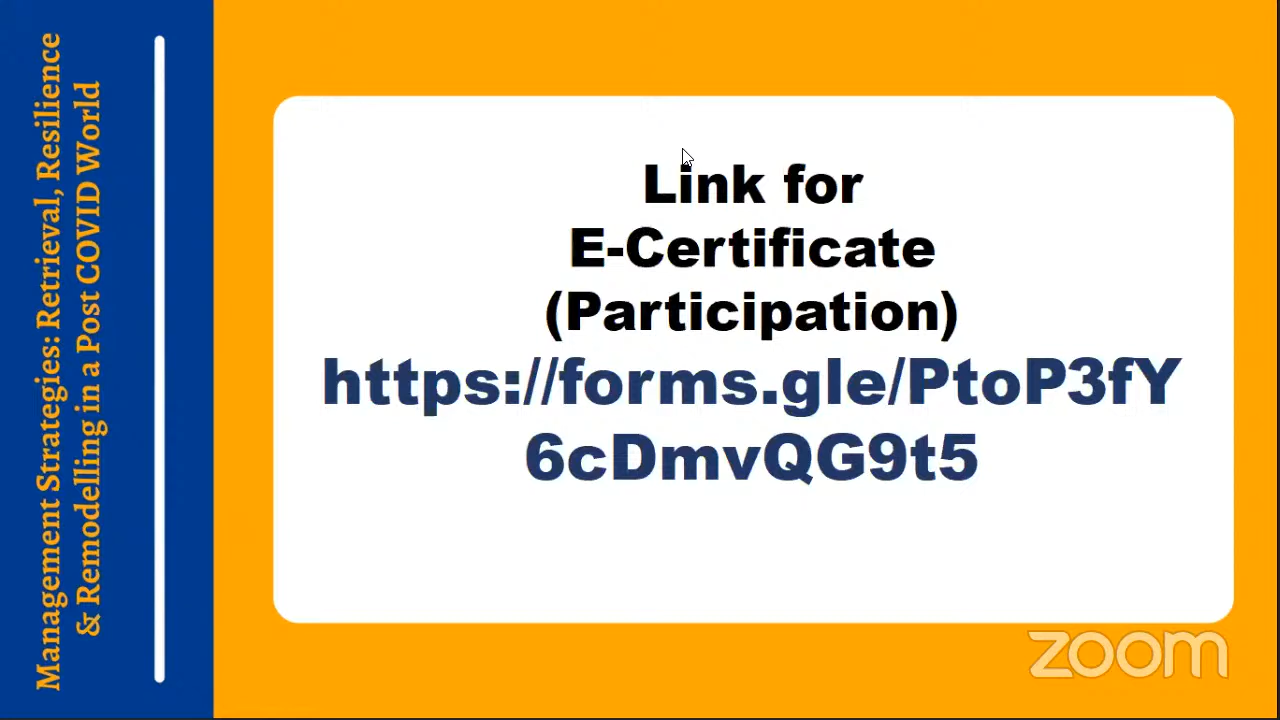 Management Strategies: Retrieval, Resilience
& Remodelling in a Post COVID World
Link for
E-Certificate
(Participation)
https://forms.gle/PtoP3fY
6cDmvQG9t5
zoom